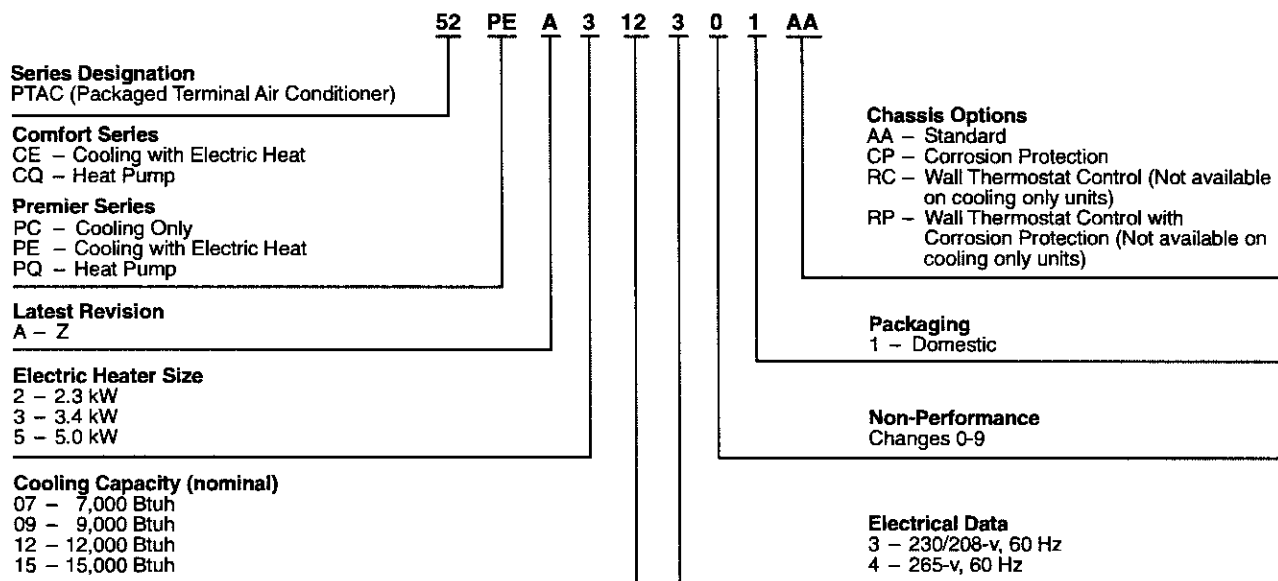 52 PE A 3 12 3 0 1 AA
Series Designation
PTAC (Packaged Terminal Air Conditioner)
Comfort Series
CE – Cooling with Electric Heat
CQ – Heat Pump
Premier Series
PC – Cooling Only
PE – Cooling with Electric Heat
PQ – Heat Pump
Latest Revision
A – Z
Electric Heater Size
2 – 2.3 kW
3 – 3.4 kW
5 – 5.0 kW
Cooling Capacity (nominal)
07 – 7,000 Btuh
09 – 9,000 Btuh
12 – 12,000 Btuh
15 – 15,000 Btuh
Chassis Options
AA – Standard
CP – Corrosion Protection
RC – Wall Thermostat Control (Not available
on cooling only units)
RP – Wall Thermostat Control with
Corrosion Protection (Not available on
cooling only units)
Packaging
1 – Domestic
Non-Performance
Changes 0-9
Electrical Data
3 – 230/208-v, 60 Hz
4 – 265-v, 60 Hz